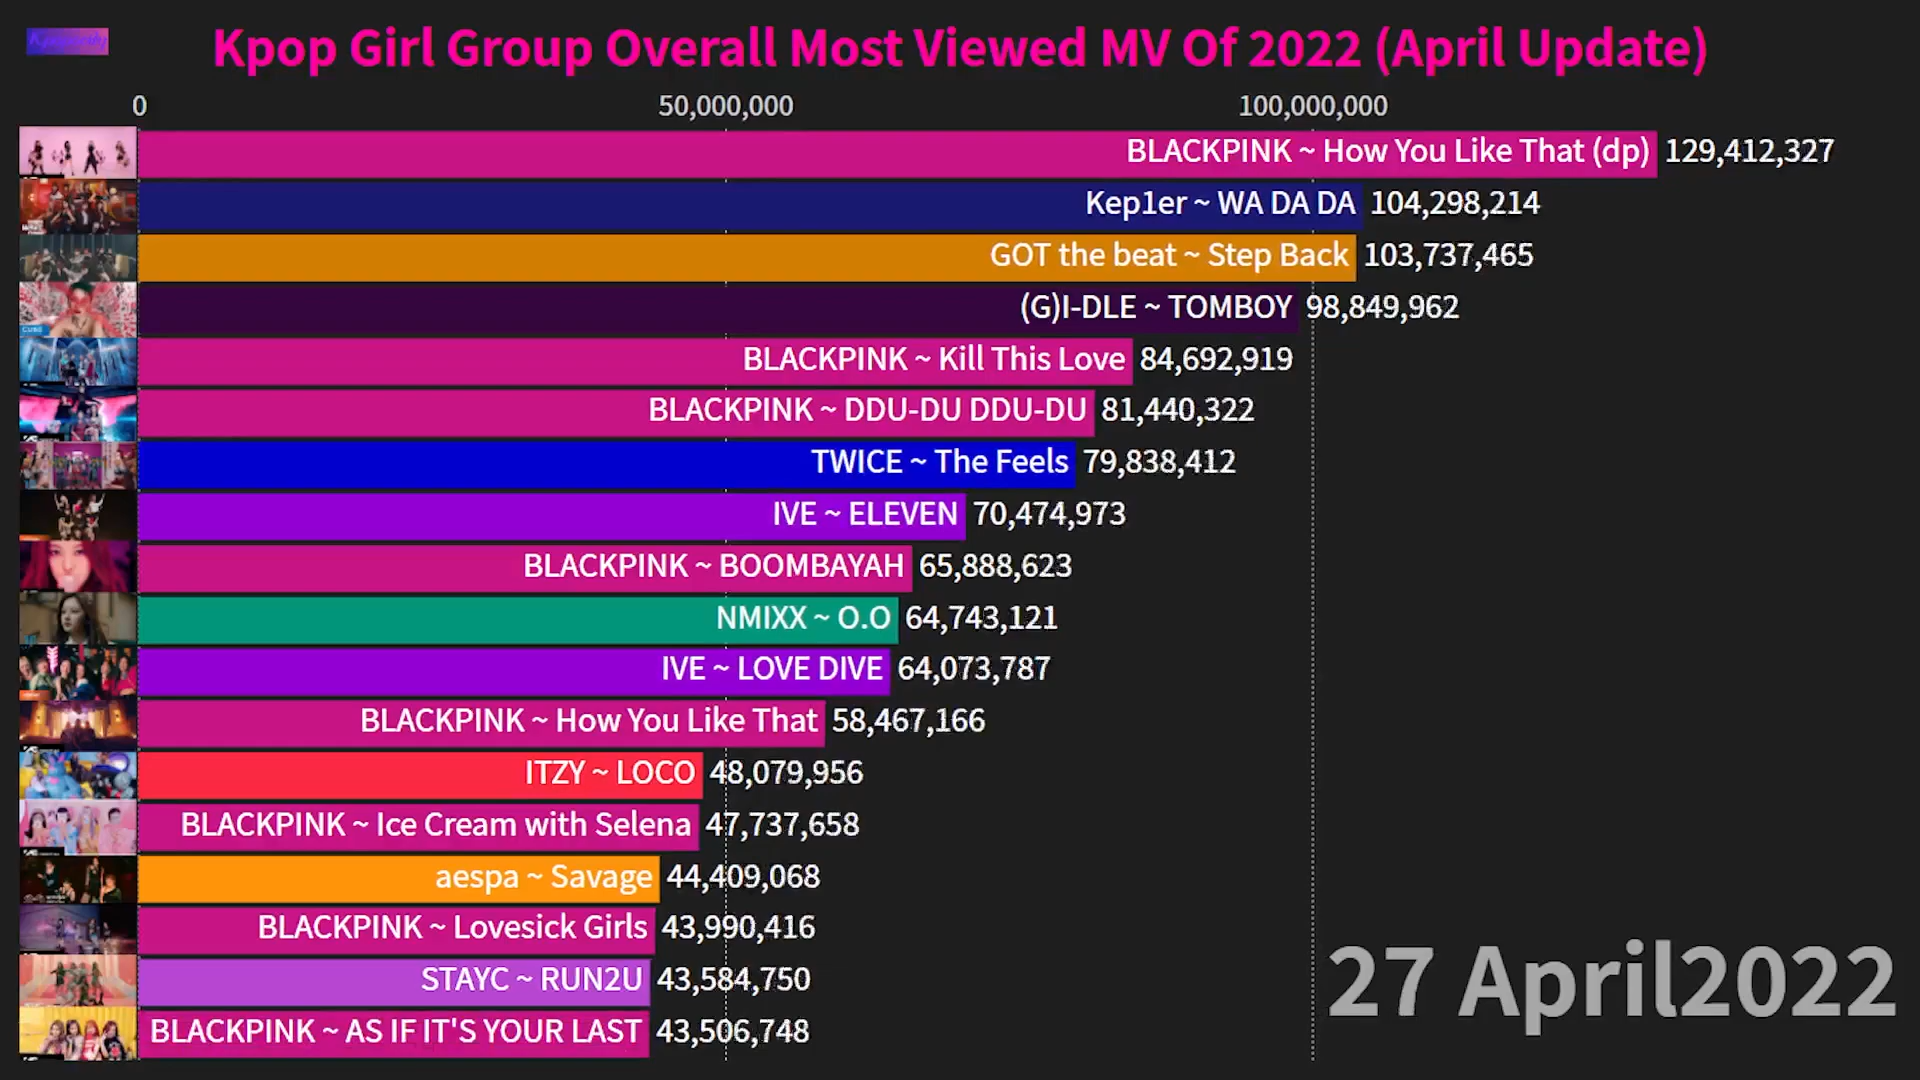 Kpop Girl Group Overall Most Viewed MV Of 2022 (April Update)
0 50,000,000 100,000,000
BLACKPINK ~ How You Like That (dp) 129,412,327
Kep1er ~ WA DA DA 104,298,214
GOT the beat ~ Step Back 103,737,465
(G)I-DLE ~ TOMBOY 98,849,962
BLACKPINK ~ Kill This Love 84,692,919
BLACKPINK ~ DDU-DU DDU-DU 81,440,322
TWICE ~ The Feels 79,838,412
IVE ~ ELEVEN 70,474,973
BLACKPINK ~ BOOMBAYAH 65,888,623
NMIXX ~ O.O 64,743,121
IVE ~ LOVE DIVE 64,073,787
BLACKPINK ~ How You Like That 58,467,166
ITZY ~ LOCO 48,079,956
BLACKPINK ~ Ice Cream with Selena 47,737,658
aespa ~ Savage 44,409,068
BLACKPINK ~ Lovesick Girls 43,990,416
STAYC ~ RUN2U 43,584,750
BLACKPINK ~ AS IF IT'S YOUR LAST 43,506,748
27 April2022